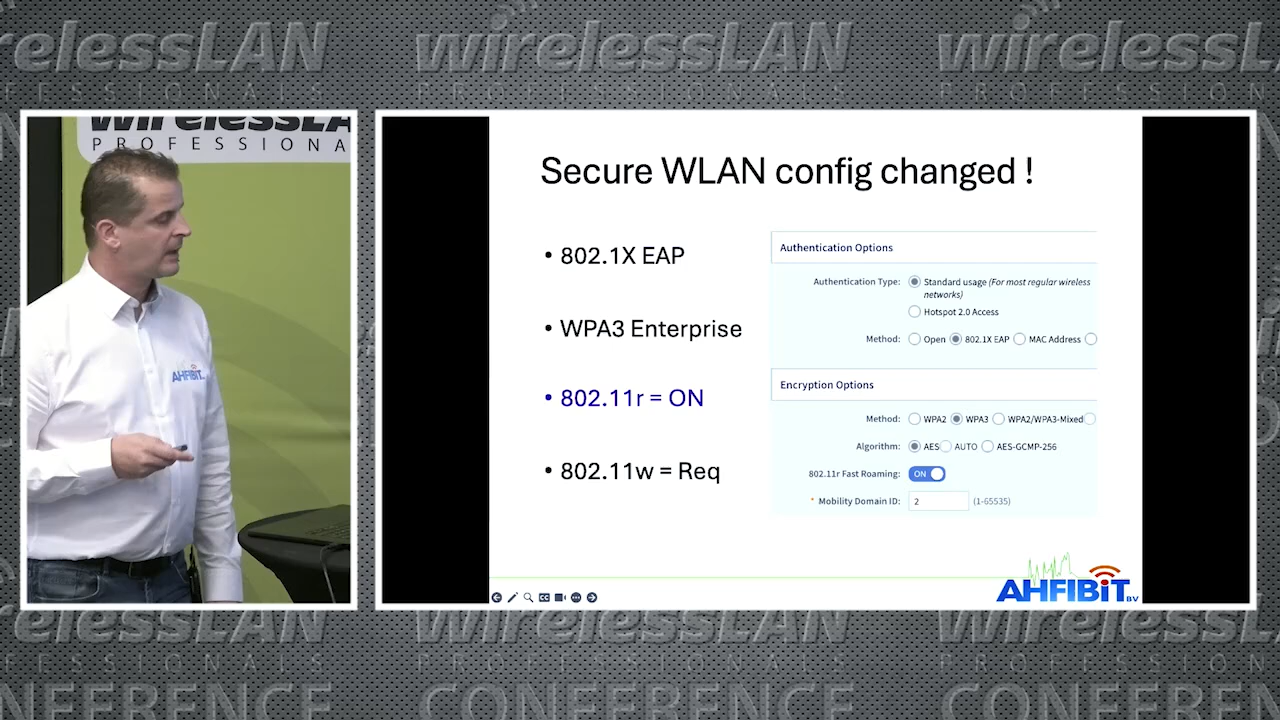 wirelessLAN
PROFESSIONALS
wirelessLA
PROFESSIONA
AHFIBIT
Secure WLAN config changed !
• 802.1X EAP
• WPA3 Enterprise
• 802.11r = ON
• 802.11w = Req
Authentication Options
Authentication Type: Standard usage (For most regular wireless
networks)
Hotspot 2.0 Access
Method: Open 802.1X EAP MAC Address
Encryption Options
Method: WPA2 WPA3 WPA2/WPA3-Mixed
Algorithm: AES AUTO AES-GCMP-256
802.11r Fast Roaming: ON
* Mobility Domain ID: 2 (1-65535)
AHFIBIT BV
wirelessLAN
PROFESSIONALS
CONFERENCE